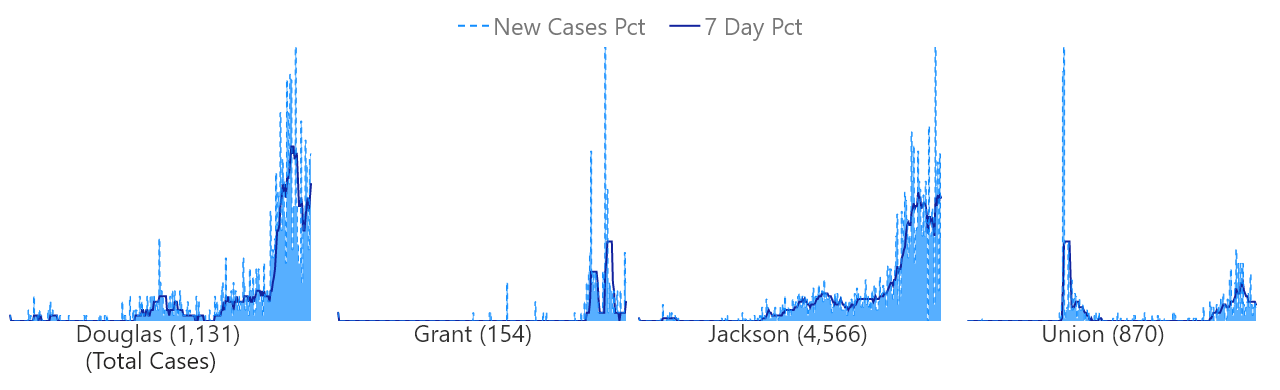 New Cases Pct 7 Day Pct
Douglas (1,131) Grant (154) Jackson (4,566) Union (870)
(Total Cases)